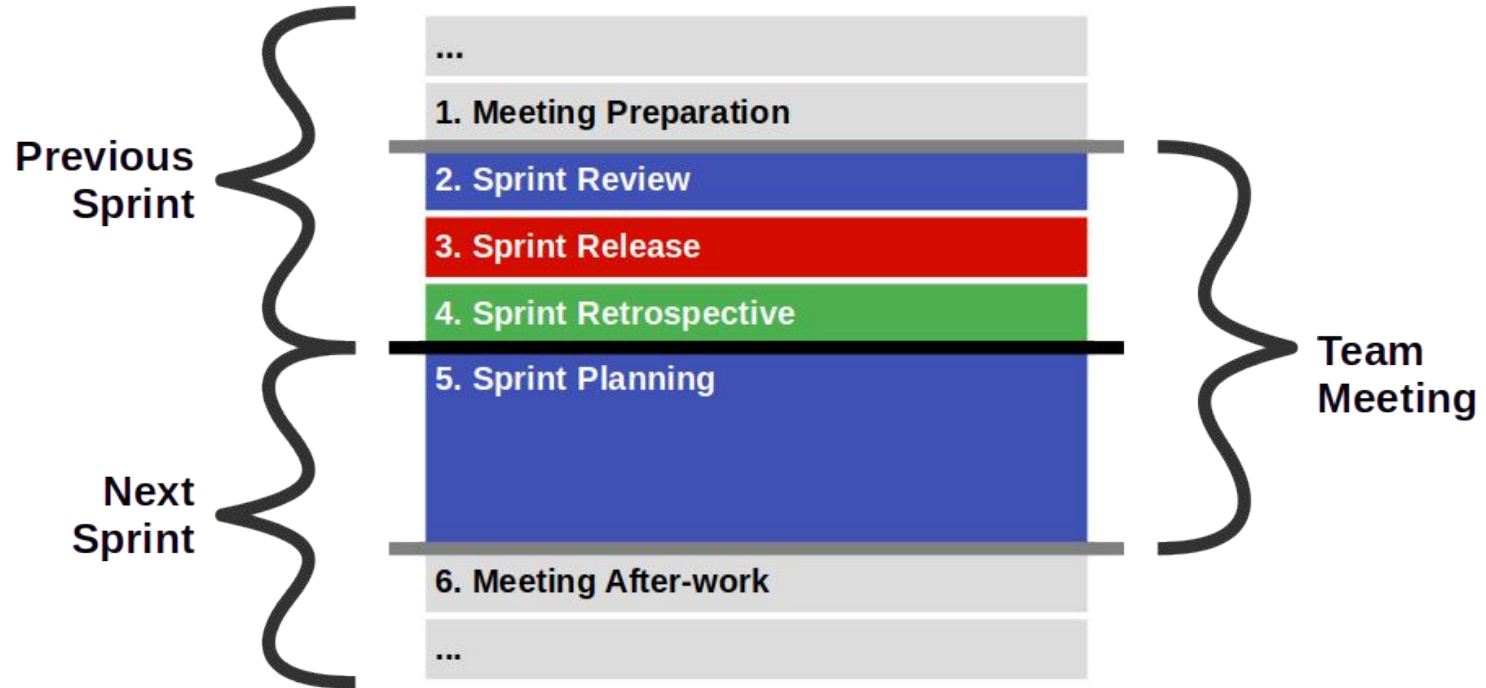 ...
1. Meeting Preparation
Previous
Sprint
2. Sprint Review
3. Sprint Release
4. Sprint Retrospective
Team
Meeting
5. Sprint Planning
Next
Sprint
6. Meeting After-work
...